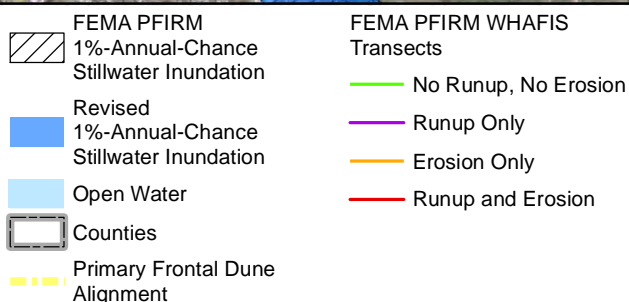 FEMA PFIRM
1%-Annual-Chance
Stillwater Inundation
Revised
1%-Annual-Chance
Stillwater Inundation
Open Water
Counties
Primary Frontal Dune
Alignment
FEMA PFIRM WHAFIS
Transects
No Runup, No Erosion
Runup Only
Erosion Only
Runup and Erosion